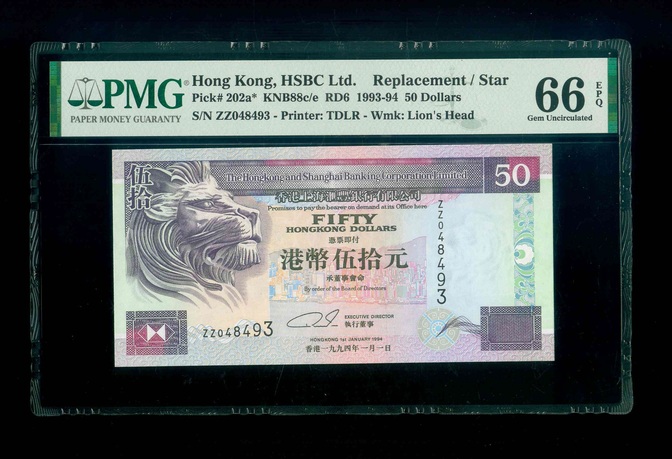 PMG
PAPER MONEY GUARANTY
Hong Kong, HSBC Ltd. Replacement / Star
Pick# 202a* KNB88c/e RD6 1993-94 50 Dollars
S/N ZZ048493 - Printer: TDLR - Wmk: Lion's Head
66 EPQ
Gem Uncirculated
伍拾
The Hongkong and Shanghai Banking Corporation Limited
50
香港上海滙豐銀行有限公司
Promises to pay the bearer on demand at its Office here
FIFTY
HONGKONG DOLLARS
憑票即付
港幣伍拾元
承董事會命
By order of the Board of Directors
ZZ048493
ZZ048493
EXECUTIVE DIRECTOR
執行董事
HONGKONG 1st JANUARY 1994
香港一九九四年一月一日